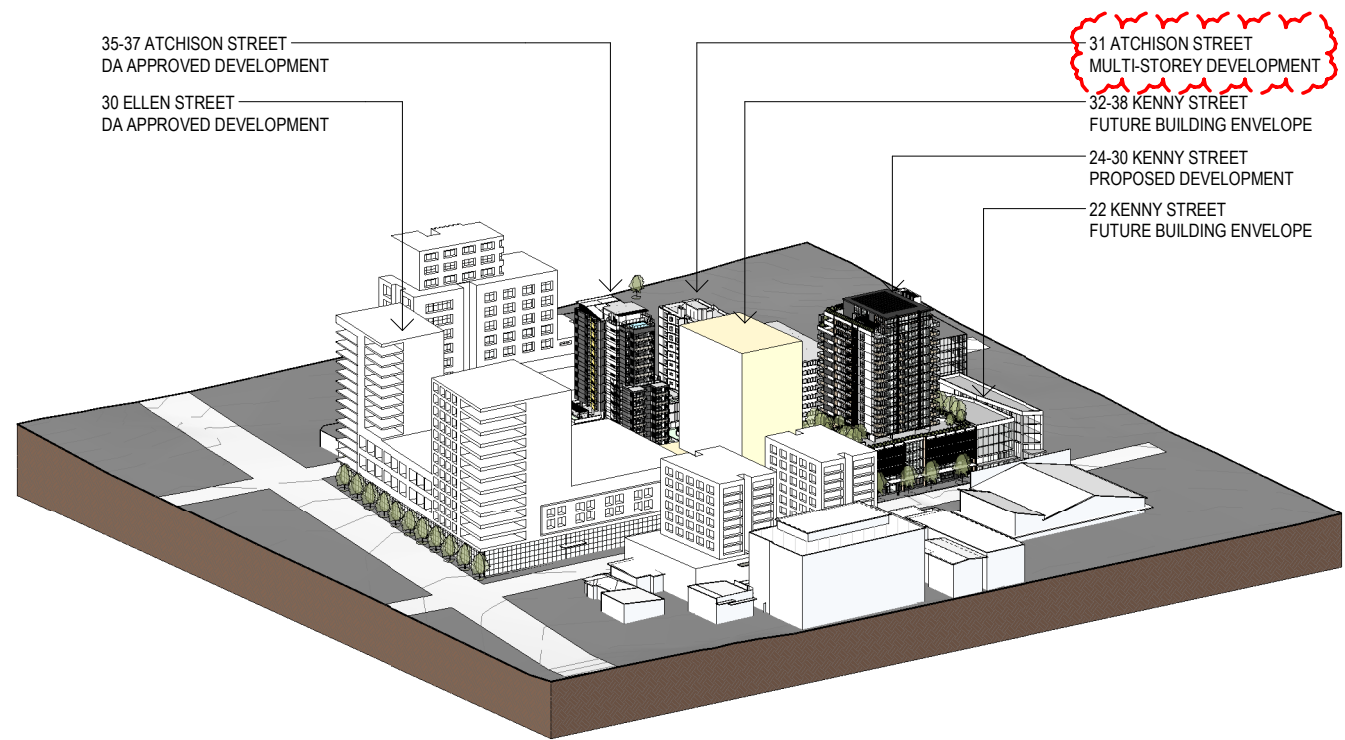 35-37 ATCHISON STREET
DA APPROVED DEVELOPMENT
30 ELLEN STREET
DA APPROVED DEVELOPMENT
31 ATCHISON STREET
MULTI-STOREY DEVELOPMENT
32-38 KENNY STREET
FUTURE BUILDING ENVELOPE
24-30 KENNY STREET
PROPOSED DEVELOPMENT
22 KENNY STREET
FUTURE BUILDING ENVELOPE